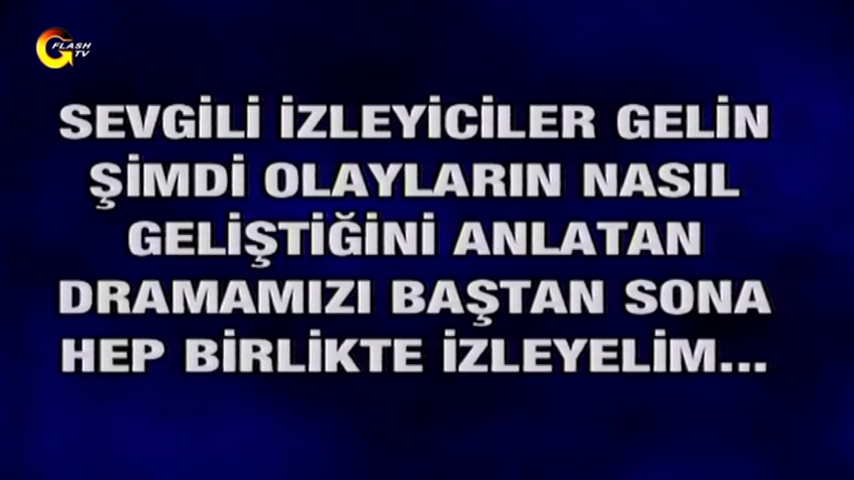 FLASH
TV
SEVGİLİ İZLEYİCİLER GELİN
ŞİMDİ OLAYLARIN NASIL
GELİŞTİĞİNİ ANLATAN
DRAMAMIZI BAŞTAN SONA
HEP BİRLİKTE İZLEYELİM...